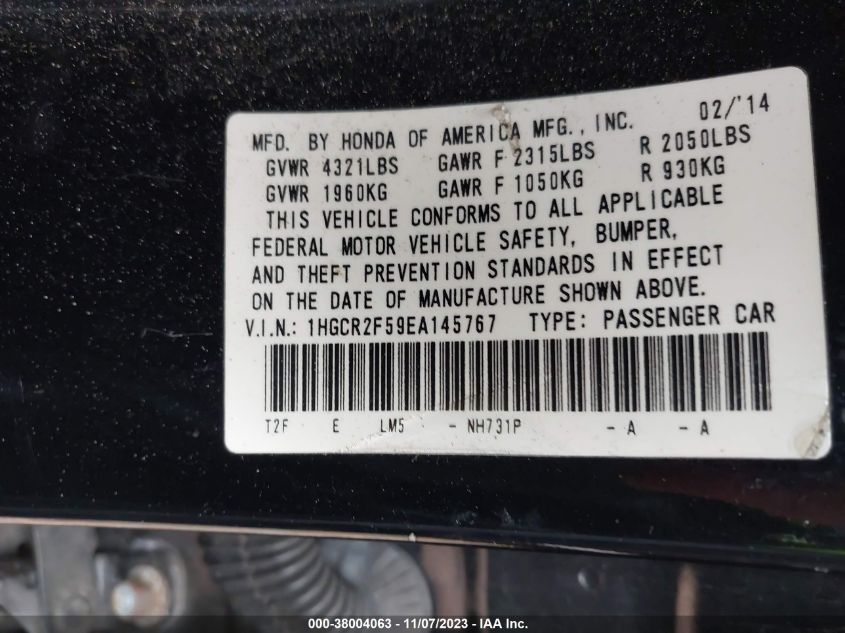 MFD. BY HONDA OF AMERICA MFG., INC. 02/'14
GVWR 4321LBS GAWR F 2315LBS R 2050LBS
GVWR 1960KG GAWR F 1050KG R 930KG
THIS VEHICLE CONFORMS TO ALL APPLICABLE
FEDERAL MOTOR VEHICLE SAFETY, BUMPER,
AND THEFT PREVENTION STANDARDS IN EFFECT
ON THE DATE OF MANUFACTURE SHOWN ABOVE.
V.I.N.: 1HGCR2F59EA145767 TYPE: PASSENGER CAR
T2F E LM5 - NH731P - A - A
000-38004063 - 11/07/2023 - IAA Inc.